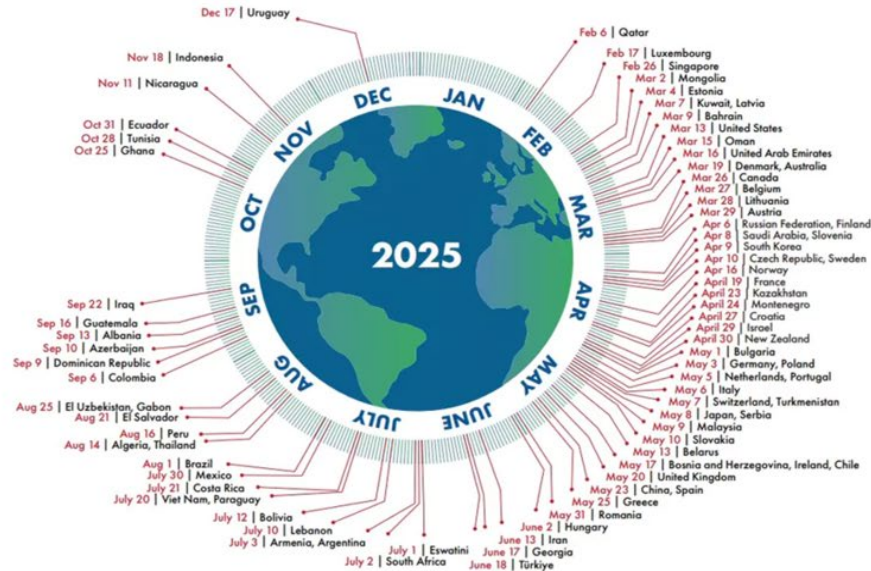 Dec 17 | Uruguay
Nov 18 | Indonesia
Nov 11 | Nicaragua
Oct 31 | Ecuador
Oct 28 | Tunisia
Oct 25 | Ghana
Sep 22 | Iraq
Sep 16 | Guatemala
Sep 13 | Albania
Sep 10 | Azerbaijan
Sep 9 | Dominican Republic
Sep 6 | Colombia
Aug 25 | El Uzbekistan, Gabon
Aug 21 | El Salvador
Aug 16 | Peru
Aug 14 | Algeria, Thailand
Aug 1 | Brazil
July 30 | Mexico
July 21 | Costa Rica
July 20 | Viet Nam, Paraguay
July 12 | Bolivia
July 10 | Lebanon
July 3 | Armenia, Argentina
July 1 | Eswatini
July 2 | South Africa
JAN
FEB
MAR
APR
MAY
JUNE
JULY
AUG
SEP
OCT
NOV
DEC
2025
Feb 6 | Qatar
Feb 17 | Luxembourg
Feb 26 | Singapore
Mar 2 | Mongolia
Mar 4 | Estonia
Mar 7 | Kuwait, Latvia
Mar 9 | Bahrain
Mar 13 | United States
Mar 15 | Oman
Mar 16 | United Arab Emirates
Mar 19 | Denmark, Australia
Mar 26 | Canada
Mar 27 | Belgium
Mar 28 | Lithuania
Mar 29 | Austria
Apr 6 | Russian Federation, Finland
Apr 8 | Saudi Arabia, Slovenia
Apr 9 | South Korea
Apr 10 | Czech Republic, Sweden
Apr 16 | Norway
April 19 | France
April 23 | Kazakhstan
April 24 | Montenegro
April 27 | Croatia
April 29 | Israel
April 30 | New Zealand
May 1 | Bulgaria
May 3 | Germany, Poland
May 5 | Netherlands, Portugal
May 6 | Italy
May 7 | Switzerland, Turkmenistan
May 8 | Japan, Serbia
May 9 | Malaysia
May 10 | Slovakia
May 13 | Belarus
May 17 | Bosnia and Herzegovina, Ireland, Chile
May 20 | United Kingdom
May 23 | China, Spain
May 25 | Greece
May 31 | Romania
June 2 | Hungary
June 13 | Iran
June 17 | Georgia
June 18 | Türkiye